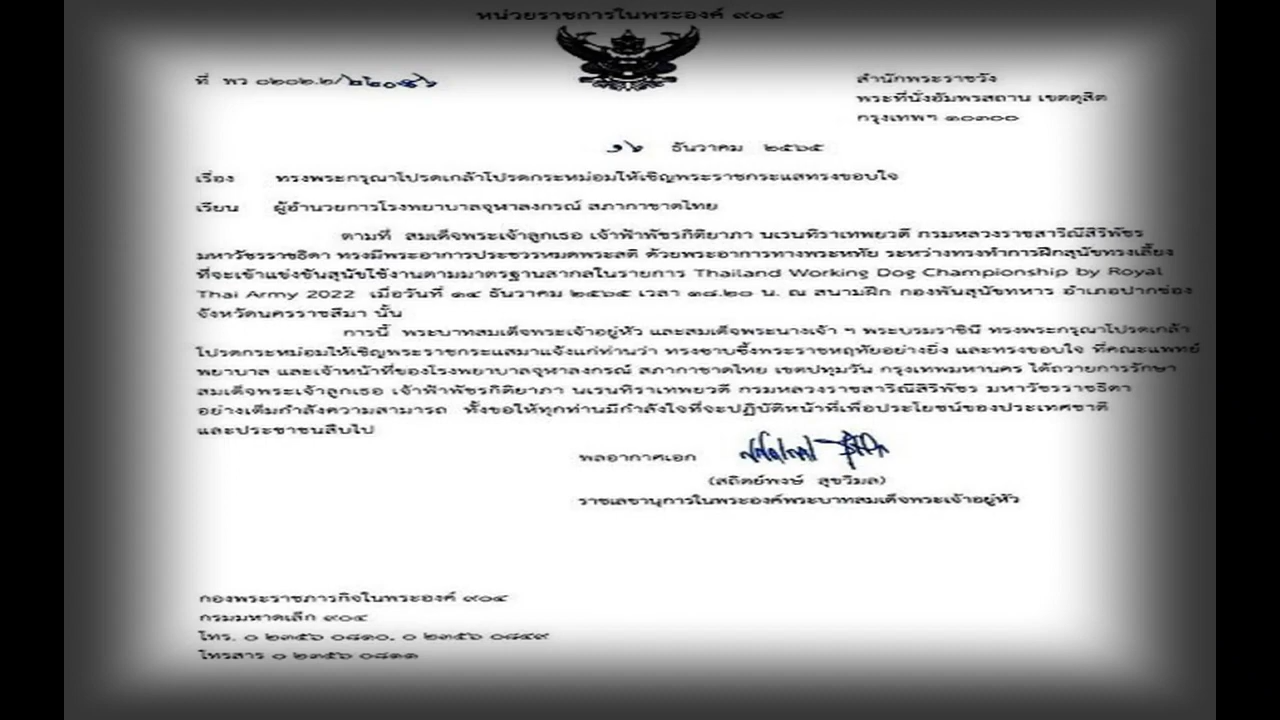 หน่วยราชการในพระองค์ ๙๐๔
ที่ พว ๐๒๐๒.๒/
สำนักพระราชวัง
พระที่นั่งอัมพรสถาน เขตดุสิต
กรุงเทพฯ ๑๐๓๐๐
๑๖ ธันวาคม ๒๕๖๕
เรื่อง ทรงพระกรุณาโปรดเกล้าโปรดกระหม่อมให้เชิญพระราชกระแสทรงขอบใจ
เรียน ผู้อำนวยการโรงพยาบาลจุฬาลงกรณ์ สภากาชาดไทย
ตามที่ สมเด็จพระเจ้าลูกเธอ เจ้าฟ้าพัชรกิติยาภา นเรนทิราเทพยวดี กรมหลวงราชสาริณีสิริพัชร
มหาวัชรราชธิดา ทรงมีพระอาการประชวรหมดพระสติ ด้วยพระอาการทางพระหทัย ระหว่างทรงทำการฝึกสุนัขทรงเลี้ยง
ที่จะเข้าแข่งขันสุนัขใช้งานตามมาตรฐานสากลในรายการ Thailand Working Dog Championship by Royal
Thai Army 2022 เมื่อวันที่ ๑๔ ธันวาคม ๒๕๖๕ เวลา ๑๘.๒๐ น. ณ สนามฝึก กองพันสุนัขทหาร อำเภอปากช่อง
จังหวัดนครราชสีมา นั้น
การนี้ พระบาทสมเด็จพระเจ้าอยู่หัว และสมเด็จพระนางเจ้า ฯ พระบรมราชินี ทรงพระกรุณาโปรดเกล้า
โปรดกระหม่อมให้เชิญพระราชกระแสมาแจ้งแก่ท่านว่า ทรงซาบซึ้งพระราชหฤทัยอย่างยิ่ง และทรงขอบใจ ที่คณะแพทย์
พยาบาล และเจ้าหน้าที่ของโรงพยาบาลจุฬาลงกรณ์ สภากาชาดไทย เขตปทุมวัน กรุงเทพมหานคร ได้ถวายการรักษา
สมเด็จพระเจ้าลูกเธอ เจ้าฟ้าพัชรกิติยาภา นเรนทิราเทพยวดี กรมหลวงราชสาริณีสิริพัชร มหาวัชรราชธิดา
อย่างเต็มกำลังความสามารถ ทั้งขอให้ทุกท่านมีกำลังใจที่จะปฏิบัติหน้าที่เพื่อประโยชน์ของประเทศชาติ
และประชาชนสืบไป
พลอากาศเอก
(สถิตย์พงษ์ สุขวิมล)
ราชเลขานุการในพระองค์พระบาทสมเด็จพระเจ้าอยู่หัว
กองพระราชภารกิจในพระองค์ ๙๐๔
กรมมหาดเล็ก ๙๐๔
โทร. ๐ ๒๓๕๖ ๐๘๑๐, ๐ ๒๓๕๖ ๐๘๔๙
โทรสาร ๐ ๒๓๕๖ ๐๘๑๑